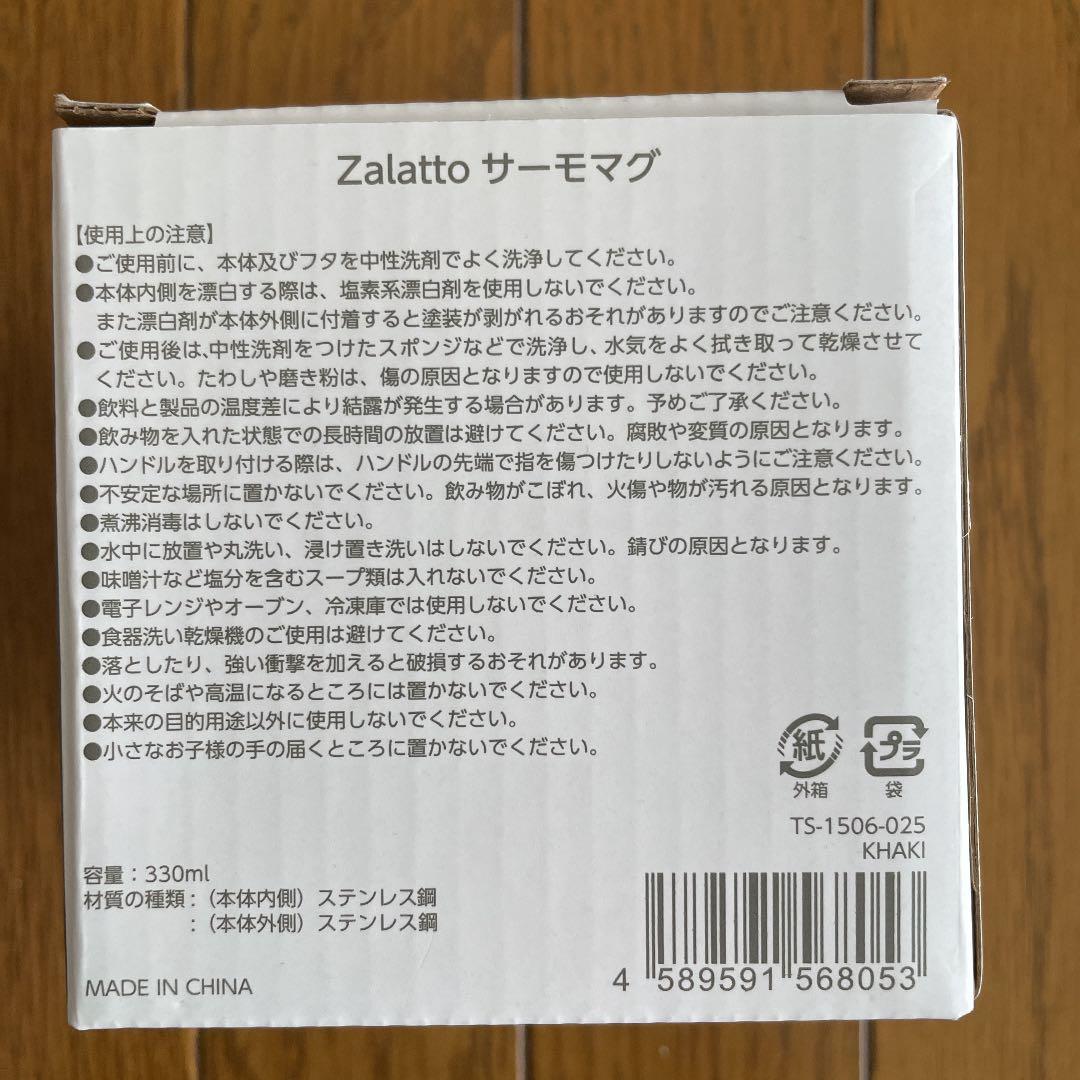 Zalatto サーモマグ
【使用上の注意】
●ご使用前に、本体及びフタを中性洗剤でよく洗浄してください。
●本体内側を漂白する際は、塩素系漂白剤を使用しないでください。
また漂白剤が本体外側に付着すると塗装が剥がれるおそれがありますのでご注意ください。
●ご使用後は、中性洗剤をつけたスポンジなどで洗浄し、水気をよく拭き取って乾燥させて
ください。たわしや磨き粉は、傷の原因となりますので使用しないでください。
●飲料と製品の温度差により結露が発生する場合があります。予めご了承ください。
●飲み物を入れた状態での長時間の放置は避けてください。腐敗や変質の原因となります。
●ハンドルを取り付ける際は、ハンドルの先端で指を傷つけたりしないようにご注意ください。
●不安定な場所に置かないでください。飲み物がこぼれ、火傷や物が汚れる原因となります。
●煮沸消毒はしないでください。
●水中に放置や丸洗い、浸け置き洗いはしないでください。錆びの原因となります。
●味噌汁など塩分を含むスープ類は入れないでください。
●電子レンジやオーブン、冷凍庫では使用しないでください。
●食器洗い乾燥機のご使用は避けてください。
●落としたり、強い衝撃を加えると破損するおそれがあります。
●火のそばや高温になるところには置かないでください。
●本来の目的用途以外に使用しないでください。
●小さなお子様の手の届くところに置かないでください。
紙 プラ
外箱 袋
TS-1506-025
KHAKI
容量：330ml
材質の種類：（本体内側）ステンレス鋼
：（本体外側）ステンレス鋼
MADE IN CHINA
4 589591 568053